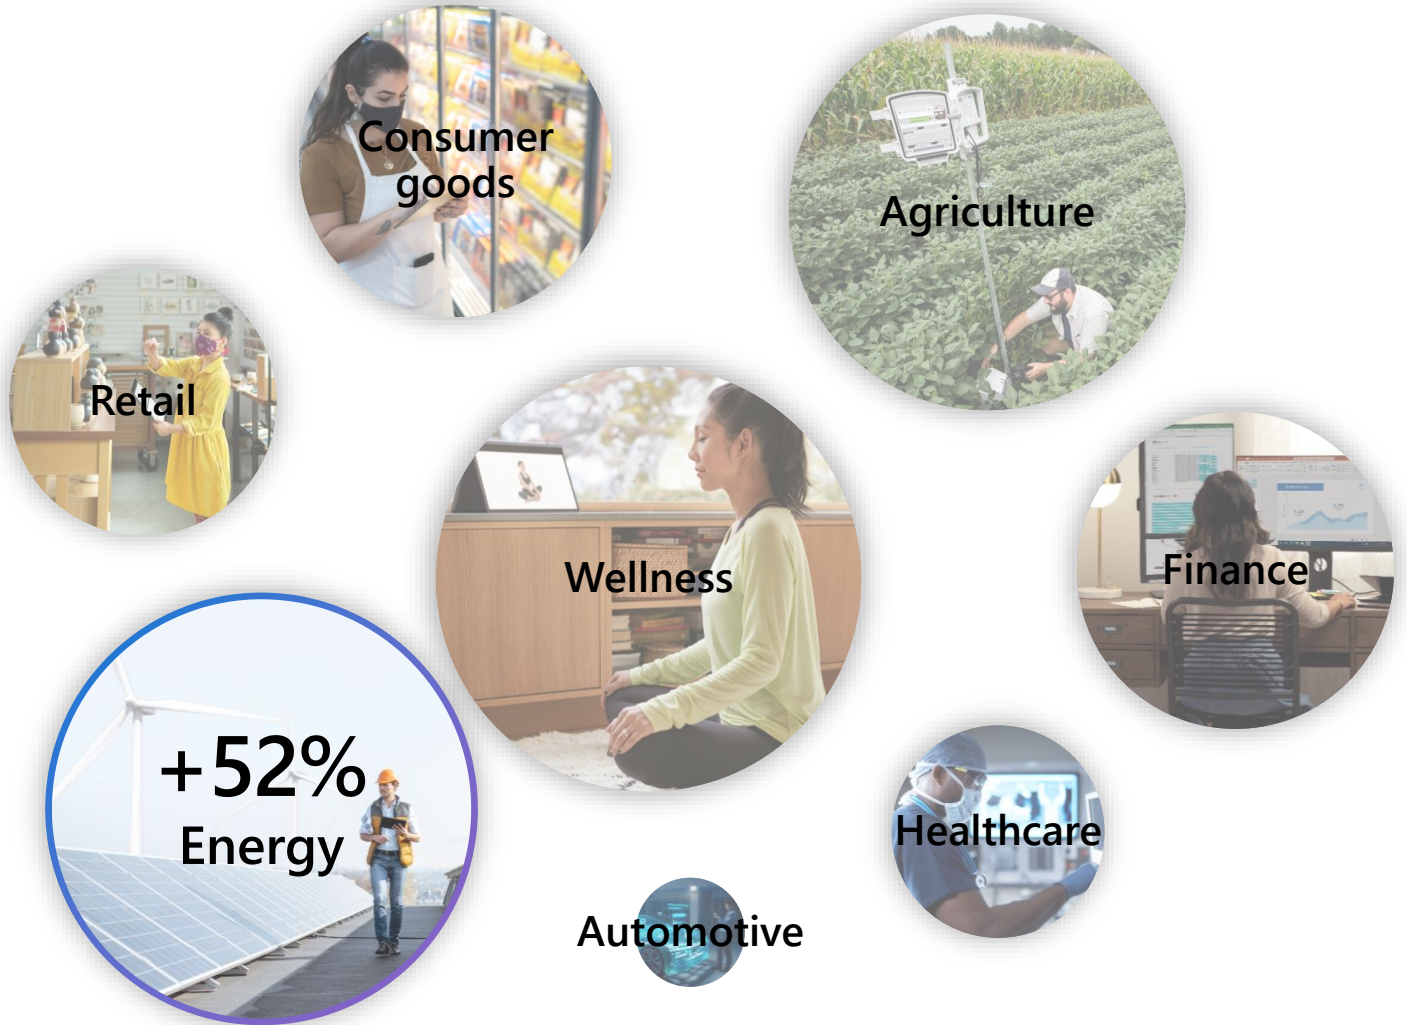 Consumer
goods
Agriculture
Retail
Wellness
Finance
+52%
Energy
Healthcare
Automotive